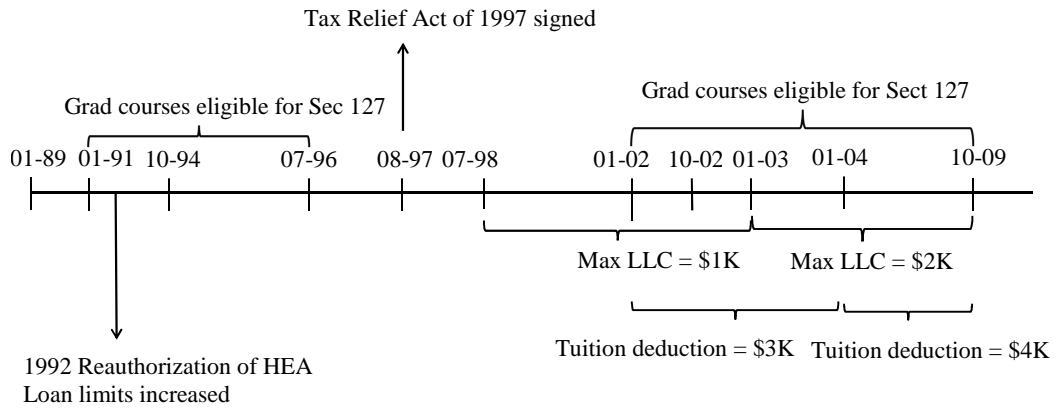 Tax Relief Act of 1997 signed
Grad courses eligible for Sec 127
Grad courses eligible for Sect 127
01-89 01-91 10-94 07-96 08-97 07-98 01-02 10-02 01-03 01-04 10-09
Max LLC = $1K Max LLC = $2K
Tuition deduction = $3K Tuition deduction = $4K
1992 Reauthorization of HEA
Loan limits increased